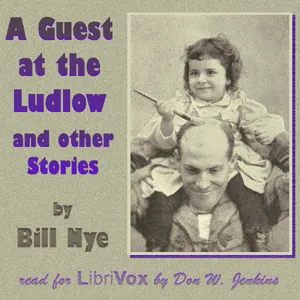 A Guest
at the
Ludlow
and other
Stories
by
Bill Nye
read for LibriVox by Don W. Jenkins